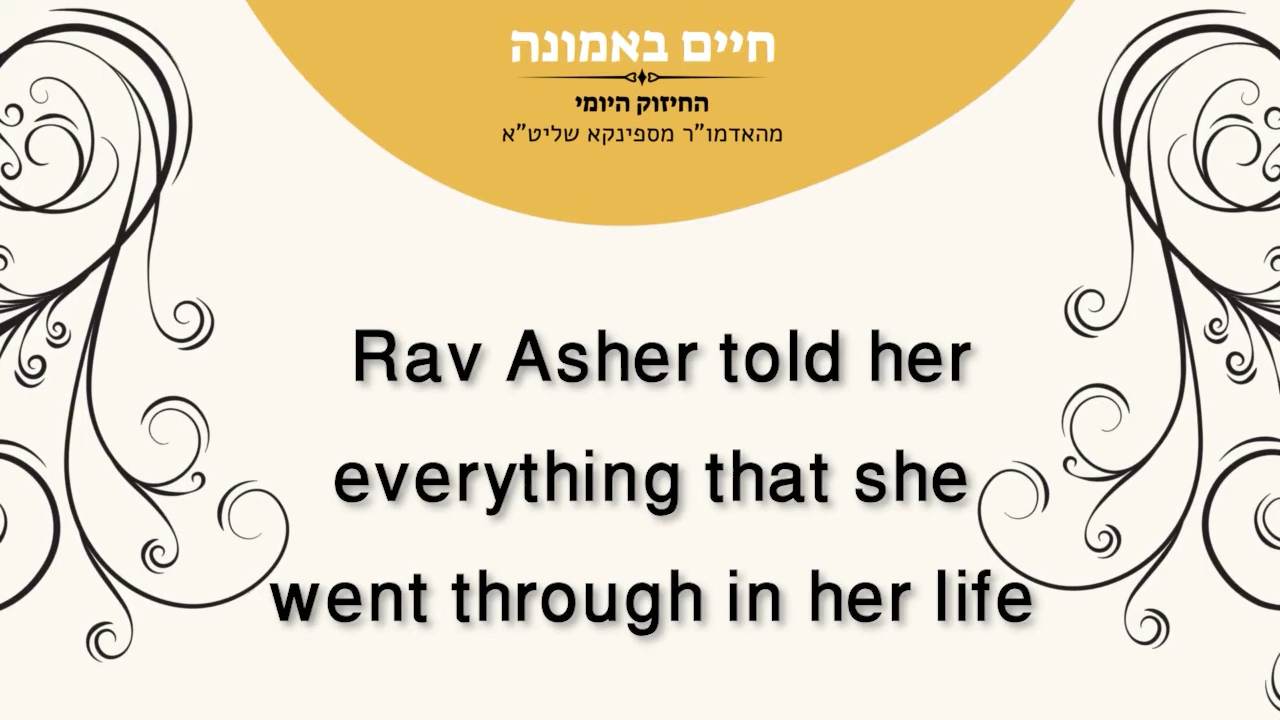 חיים באמונה
החיזוק היומי
מהאדמו"ר מספינקא שליט"א
Rav Asher told her
everything that she
went through in her life